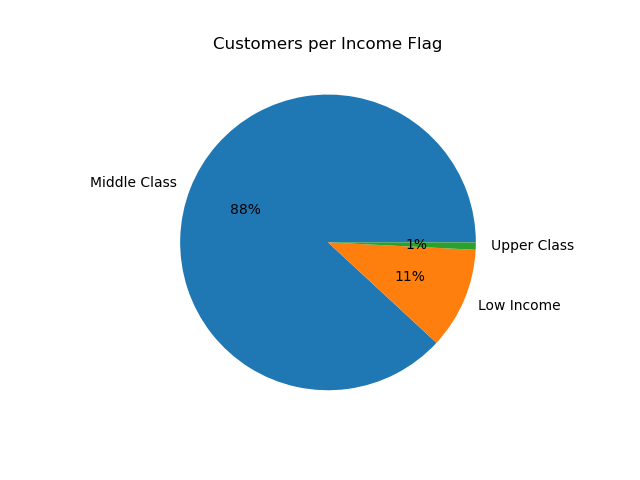 Customers per Income Flag
Middle Class
88%
1%
Upper Class
11%
Low Income